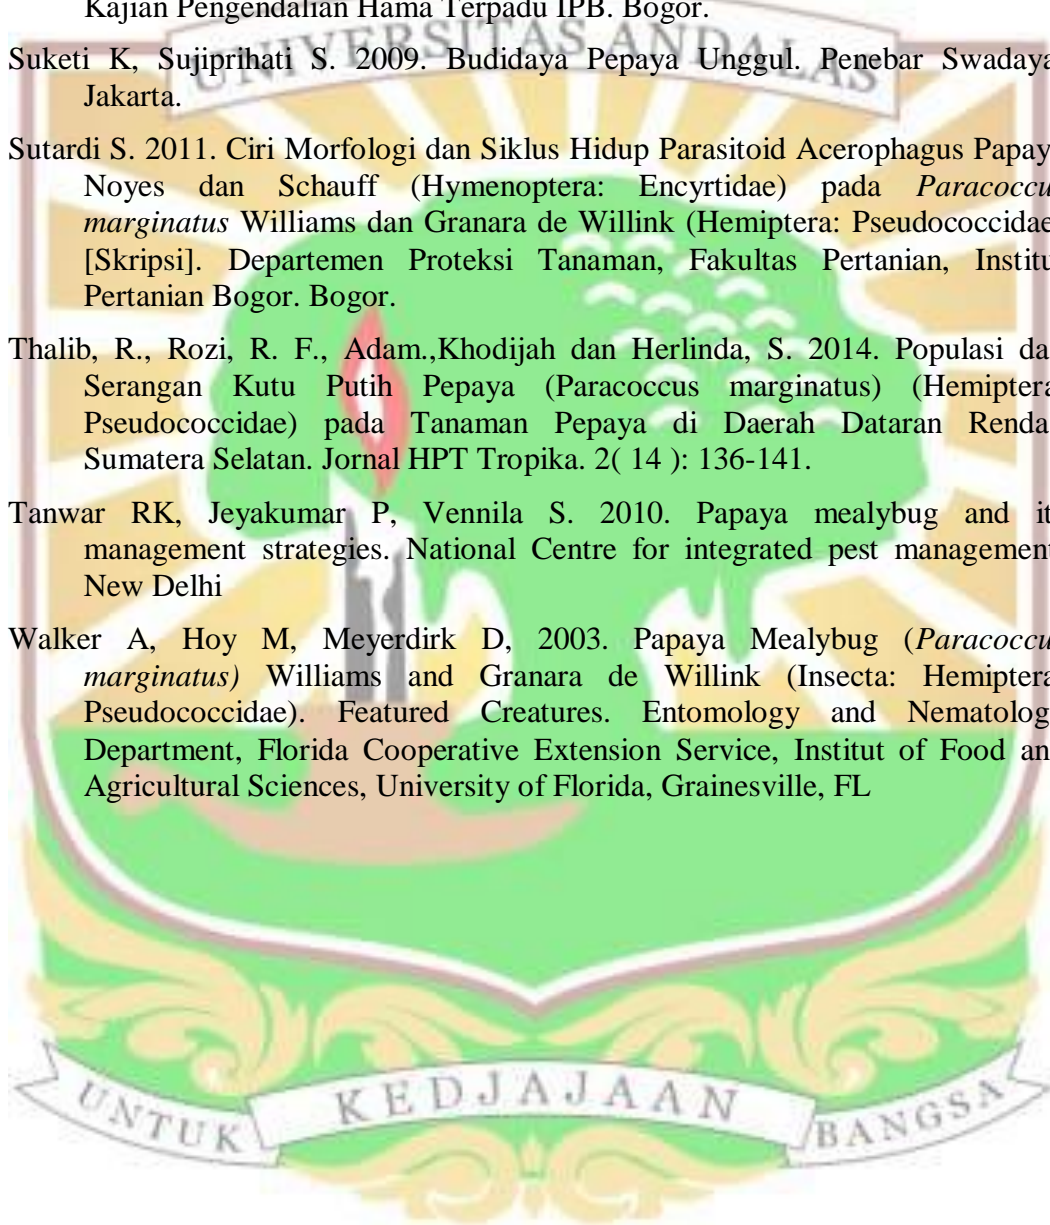 Kajian Pengendalian Hama Terpadu IPB. Bogor.
UNIVERSITAS ANDALAS
Suketi K, Sujiprihati S. 2009. Budidaya Pepaya Unggul. Penebar Swadaya
Jakarta.
Sutardi S. 2011. Ciri Morfologi dan Siklus Hidup Parasitoid Acerophagus Papay
Noyes dan Schauff (Hymenoptera: Encyrtidae) pada Paracoccu
marginatus Williams dan Granara de Willink (Hemiptera: Pseudococcidae
[Skripsi]. Departemen Proteksi Tanaman, Fakultas Pertanian, Institu
Pertanian Bogor. Bogor.
Thalib, R., Rozi, R. F., Adam.,Khodijah dan Herlinda, S. 2014. Populasi da
Serangan Kutu Putih Pepaya (Paracoccus marginatus) (Hemiptera
Pseudococcidae) pada Tanaman Pepaya di Daerah Dataran Renda
Sumatera Selatan. Jornal HPT Tropika. 2( 14 ): 136-141.
Tanwar RK, Jeyakumar P, Vennila S. 2010. Papaya mealybug and it
management strategies. National Centre for integrated pest management
New Delhi
Walker A, Hoy M, Meyerdirk D, 2003. Papaya Mealybug (Paracoccu
marginatus) Williams and Granara de Willink (Insecta: Hemiptera
Pseudococcidae). Featured Creatures. Entomology and Nematolog
Department, Florida Cooperative Extension Service, Institut of Food an
Agricultural Sciences, University of Florida, Grainesville, FL
UNTUK KEDJAJAAN BANGSA